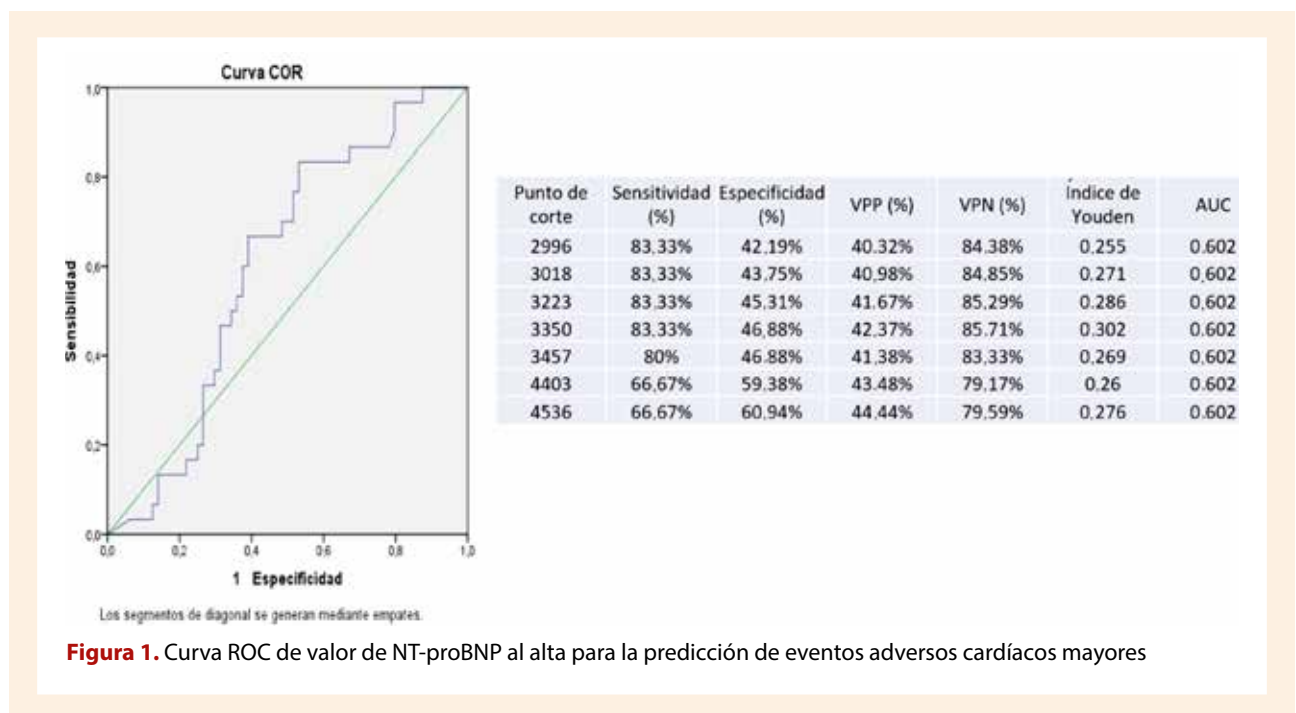 Curva COR
1,0
0,8
0,6
0,4
0,2
0,0
Sensibilidad
0,0 0,2 0,4 0,6 0,8 1,0
1 Especificidad
Los segmentos de diagonal se generan mediante empates.
Punto de corte Sensitividad (%) Especificidad (%) VPP (%) VPN (%) Índice de Youden AUC
2996 83.33% 42.19% 40.32% 84.38% 0.255 0.602
3018 83.33% 43.75% 40.98% 84.85% 0.271 0.602
3223 83.33% 45.31% 41.67% 85.29% 0.286 0.602
3350 83.33% 46.88% 42.37% 85.71% 0.302 0.602
3457 80% 46.88% 41.38% 83.33% 0.269 0.602
4403 66.67% 59.38% 43.48% 79.17% 0.26 0.602
4536 66.67% 60.94% 44.44% 79.59% 0.276 0.602
Figura 1. Curva ROC de valor de NT-proBNP al alta para la predicción de eventos adversos cardíacos mayores